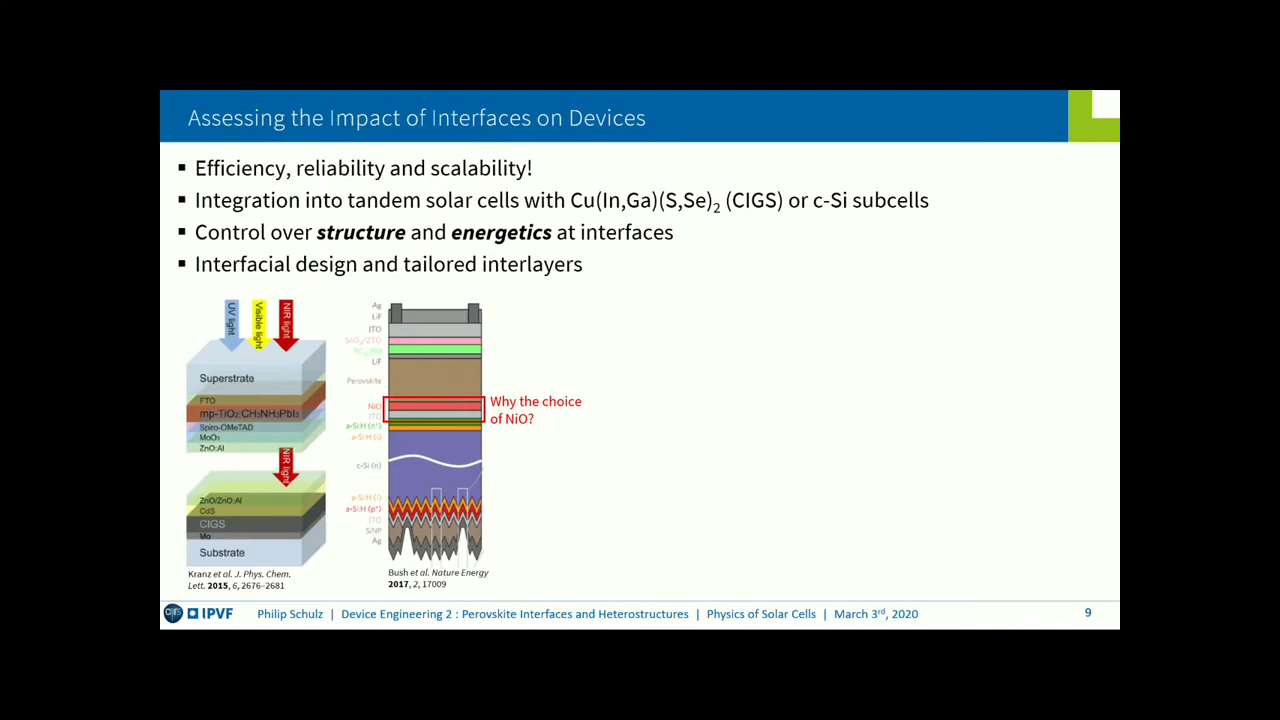 Assessing the Impact of Interfaces on Devices
▪ Efficiency, reliability and scalability!
▪ Integration into tandem solar cells with Cu(In,Ga)(S,Se)₂ (CIGS) or c-Si subcells
▪ Control over structure and energetics at interfaces
▪ Interfacial design and tailored interlayers
UV light
Visible light
NIR light
Superstrate
FTO
mp-TiO₂:CH₃NH₃PbI₃
Spiro-OMeTAD
MoO₃
ZnO:Al
NIR light
ZnO/ZnO:Al
CdS
CIGS
Mo
Substrate
Kranz et al. J. Phys. Chem.
Lett. 2015, 6, 2676–2681
Ag
LiF
ITO
SnO₂/ZTO
LiF
Perovskite
NiO
ITO
a-Si:H (n⁺)
a-Si:H (i)
c-Si (n)
a-Si:H (i)
a-Si:H (p⁺)
ITO
SiNP
Ag
Why the choice
of NiO?
Bush et al. Nature Energy
2017, 2, 17009
cnrs IPVF Philip Schulz | Device Engineering 2 : Perovskite Interfaces and Heterostructures | Physics of Solar Cells | March 3rd, 2020 9